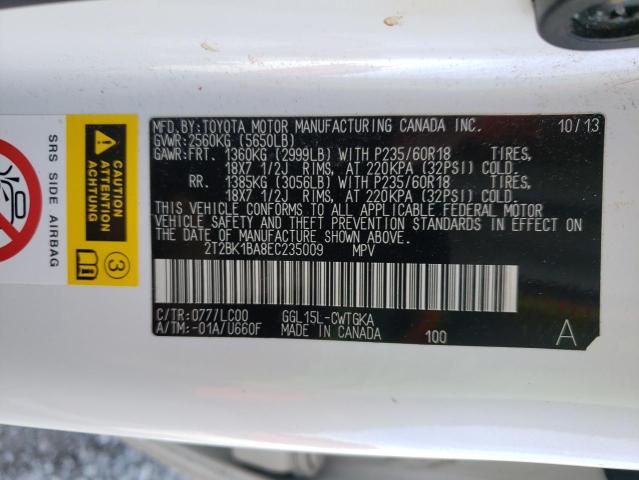 MFD.BY:TOYOTA MOTOR MANUFACTURING CANADA INC. 10/13
GVWR:2560KG (5650LB)
GAWR:FRT. 1360KG (2999LB) WITH P235/60R18 TIRES,
18X7 1/2J RIMS, AT 220KPA (32PSI) COLD.
RR. 1385KG (3056LB) WITH P235/60R18 TIRES,
18X7 1/2J RIMS, AT 220KPA (32PSI) COLD.
THIS VEHICLE CONFORMS TO ALL APPLICABLE FEDERAL MOTOR
VEHICLE SAFETY AND THEFT PREVENTION STANDARDS IN EFFECT ON
THE DATE OF MANUFACTURE SHOWN ABOVE.
2T2BK1BA8EC235009 MPV
C/TR:077/LC00 GGL15L-CWTGKA
A/TM:-01A/U660F MADE IN CANADA 100 A
SRS SIDE AIRBAG
CAUTION
ATTENTION
ACHTUNG
3